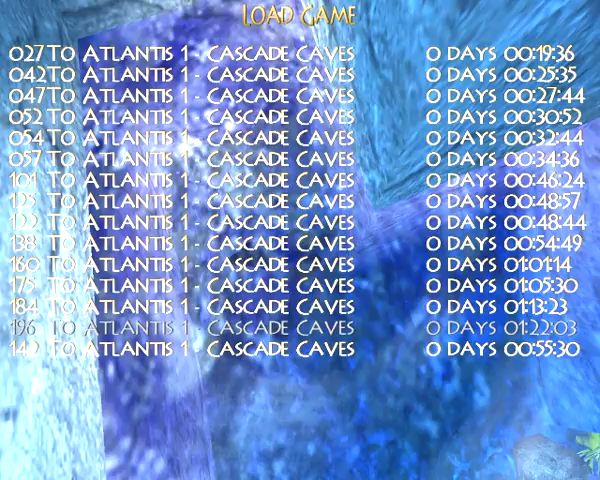 Load Game
027 To Atlantis 1 - Cascade Caves 0 days 00:19:36
042 To Atlantis 1 - Cascade Caves 0 days 00:25:35
047 To Atlantis 1 - Cascade Caves 0 days 00:27:44
052 To Atlantis 1 - Cascade Caves 0 days 00:30:52
054 To Atlantis 1 - Cascade Caves 0 days 00:32:44
057 To Atlantis 1 - Cascade Caves 0 days 00:34:36
101 To Atlantis 1 - Cascade Caves 0 days 00:46:24
125 To Atlantis 1 - Cascade Caves 0 days 00:48:57
122 To Atlantis 1 - Cascade Caves 0 days 00:48:44
138 To Atlantis 1 - Cascade Caves 0 days 00:54:49
160 To Atlantis 1 - Cascade Caves 0 days 01:01:14
175 To Atlantis 1 - Cascade Caves 0 days 01:05:30
184 To Atlantis 1 - Cascade Caves 0 days 01:13:23
196 To Atlantis 1 - Cascade Caves 0 days 01:22:03
To Atlantis 1 - Cascade Caves 0 days 00:55:30